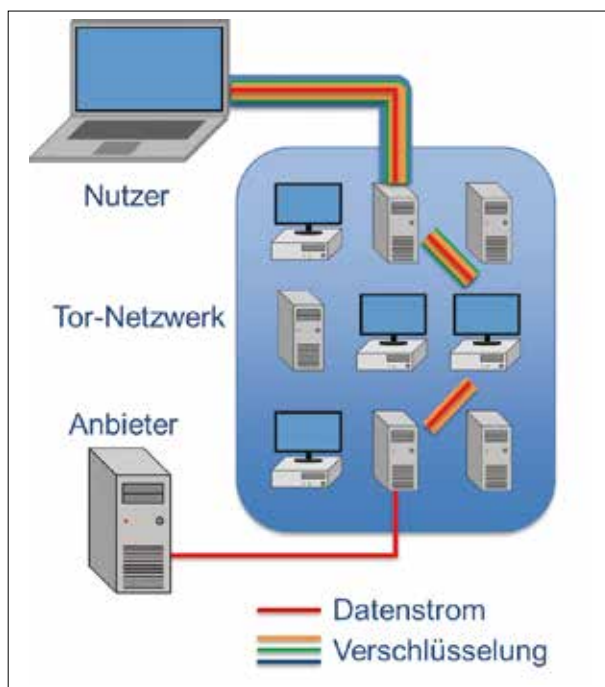 Nutzer
Tor-Netzwerk
Anbieter
Datenstrom
Verschlüsselung